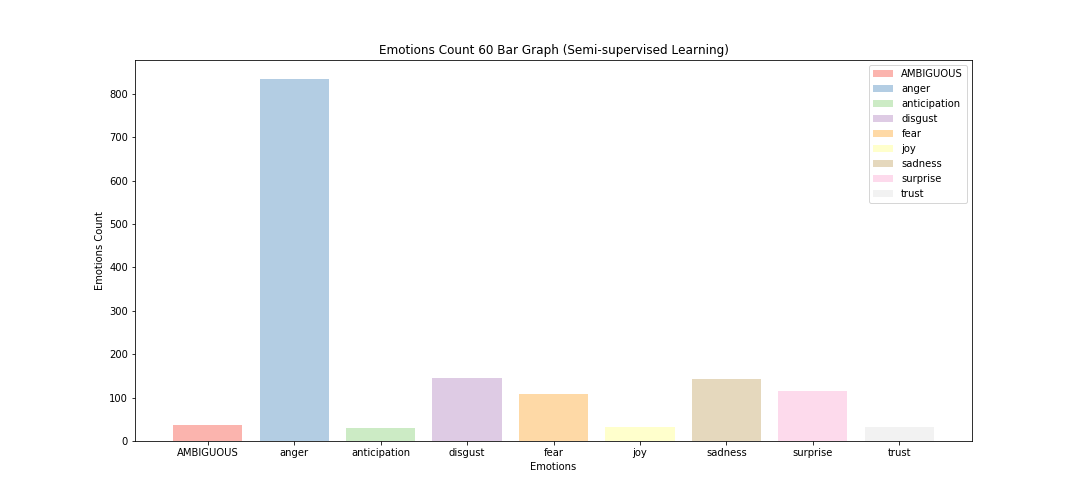 Emotions Count 60 Bar Graph (Semi-supervised Learning)
AMBIGUOUS
anger
anticipation
disgust
fear
joy
sadness
surprise
trust
Emotions Count
800
700
600
500
400
300
200
100
0
AMBIGUOUS anger anticipation disgust fear joy sadness surprise trust
Emotions